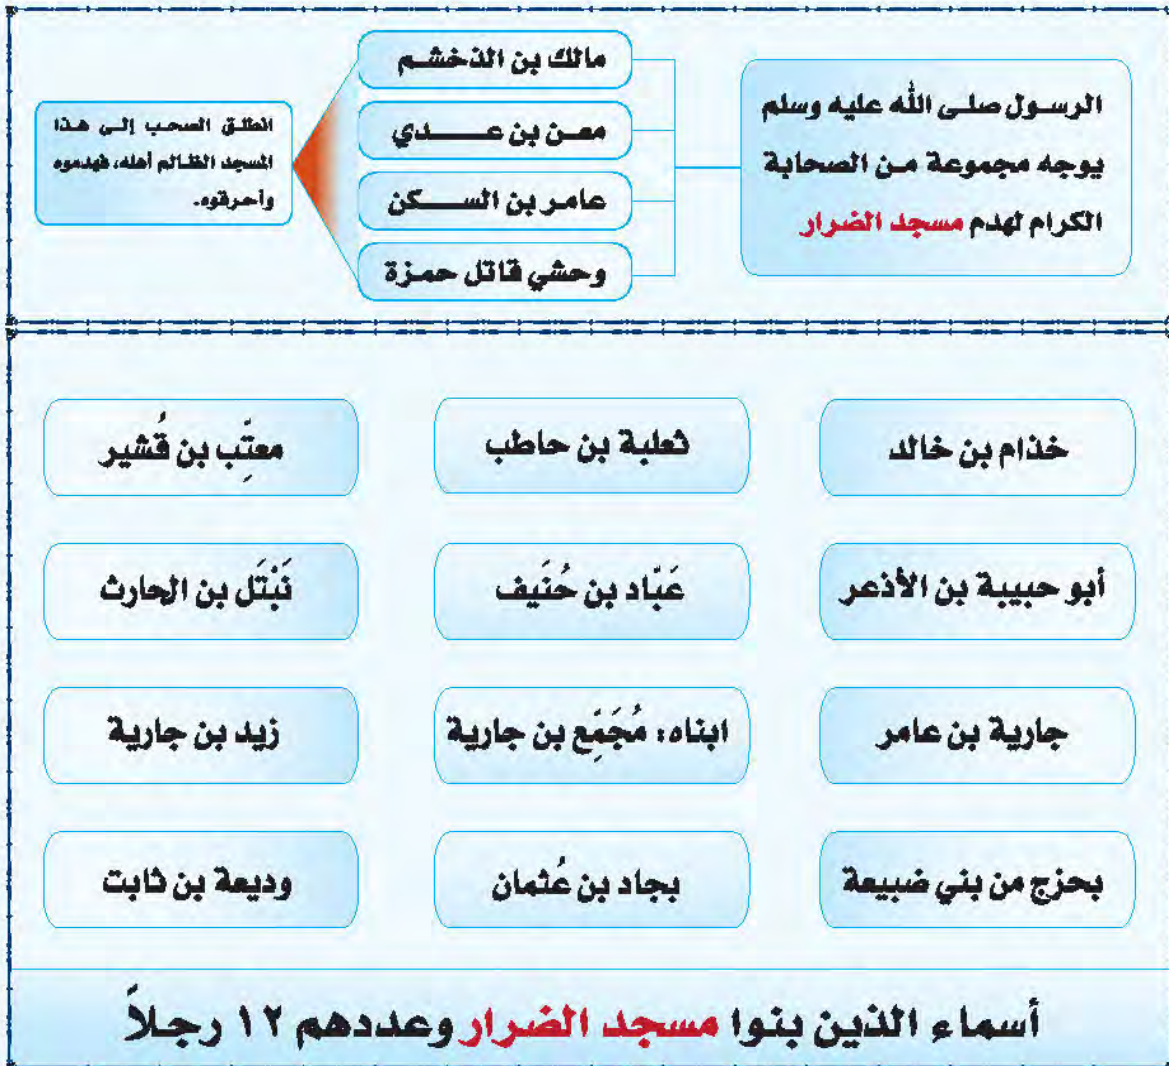 الرسول صلى الله عليه وسلم
يوجه مجموعة من الصحابة
الكرام لهدم مسجد الضرار
مالك بن الدخشم
معن بن عدي
عامر بن السكن
وحشي قاتل حمزة
انطلق الصحب إلى هذا
المسجد الظالم أهله، فهدموه
وأحرقوه.
خذام بن خالد
ثعلبة بن حاطب
معتِّب بن قُشير
أبو حبيبة بن الأذعر
عَبّاد بن حُنَيف
نَبْتَل بن الحارث
جارية بن عامر
ابناه: مُجَمِّع بن جارية
زيد بن جارية
بحزج من بني ضبيعة
بجاد بن عُثمان
وديعة بن ثابت
أسماء الذين بنوا مسجد الضرار وعددهم ١٢ رجلاً